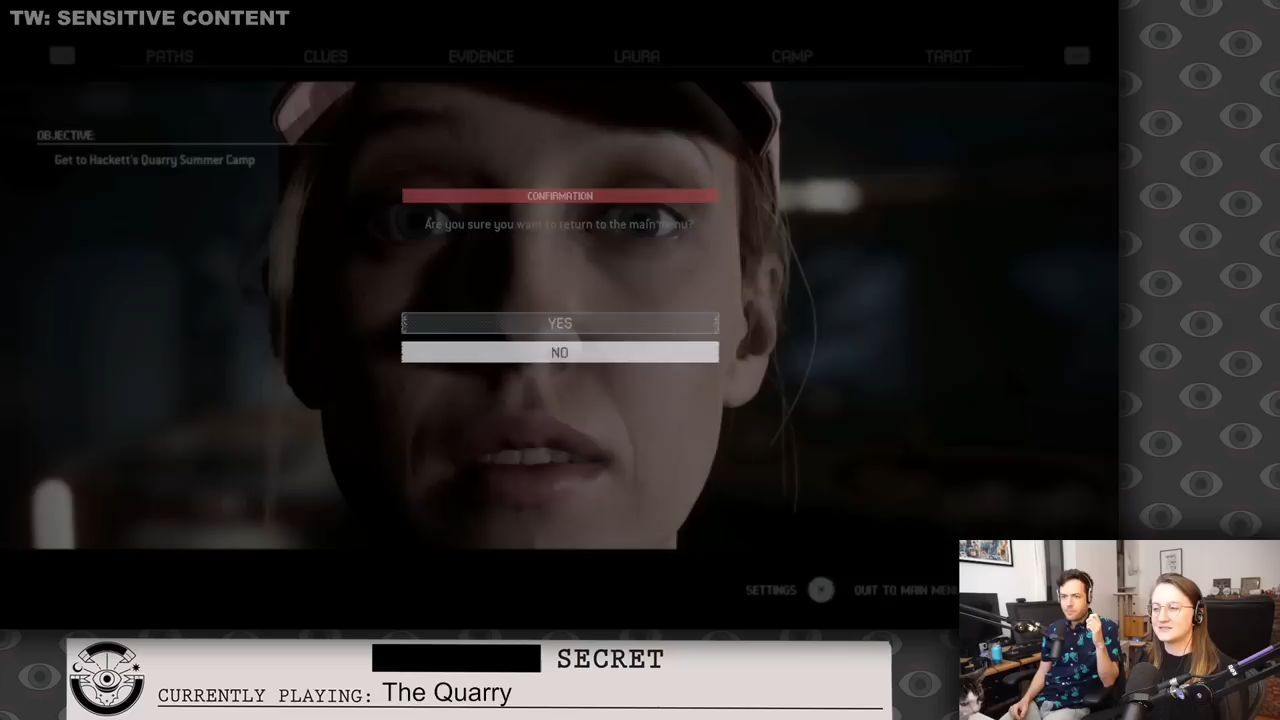 TW: SENSITIVE CONTENT
PATHS CLUES EVIDENCE LAURA CAMP TAROT
OBJECTIVE:
Get to Hackett's Quarry Summer Camp
CONFIRMATION
Are you sure you want to return to the main menu?
YES
NO
SETTINGS QUIT TO MAIN MEN
SECRET
CURRENTLY PLAYING: The Quarry